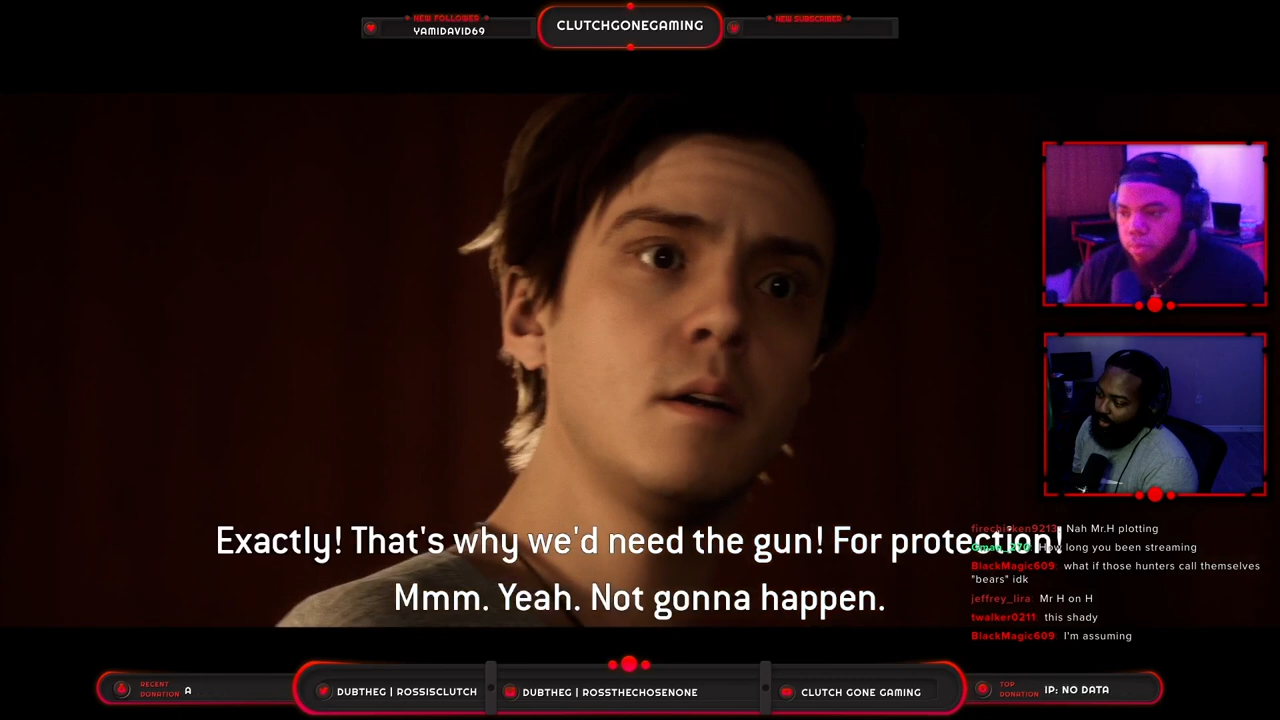 NEW FOLLOWER
YAMIDAVID69
CLUTCHGONEGAMING
NEW SUBSCRIBER
Exactly! That's why we'd need the gun! For protection!
Mmm. Yeah. Not gonna happen.
firechicken9213: Nah Mr.H plotting
How long you been streaming
BlackMagic609: what if those hunters call themselves
"bears" idk
jeffrey_lira: Mr H on H
twalker0211: this shady
BlackMagic609: I'm assuming
RECENT
DONATION A
DUBTHEG | ROSSISCLUTCH
DUBTHEG | ROSSTHECHOSENONE
CLUTCH GONE GAMING
TOP
DONATION IP: NO DATA